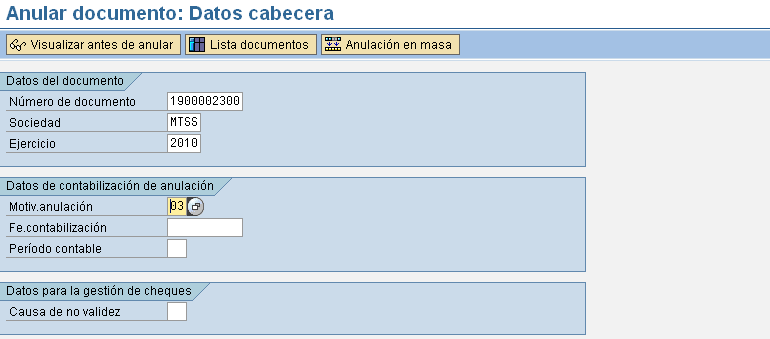 Anular documento: Datos cabecera
Visualizar antes de anular Lista documentos Anulación en masa
Datos del documento
Número de documento 1900002300
Sociedad MTSS
Ejercicio 2010
Datos de contabilización de anulación
Motiv.anulación 03
Fe.contabilización
Período contable
Datos para la gestión de cheques
Causa de no validez